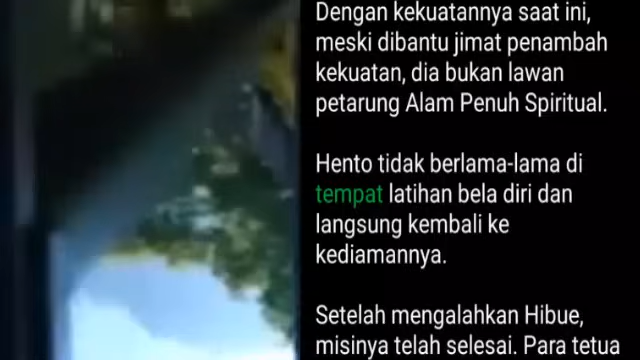 Dengan kekuatannya saat ini,
meski dibantu jimat penambah
kekuatan, dia bukan lawan
petarung Alam Penuh Spiritual.
Hento tidak berlama-lama di
tempat latihan bela diri dan
langsung kembali ke
kediamannya.
Setelah mengalahkan Hibue,
misinya telah selesai. Para tetua